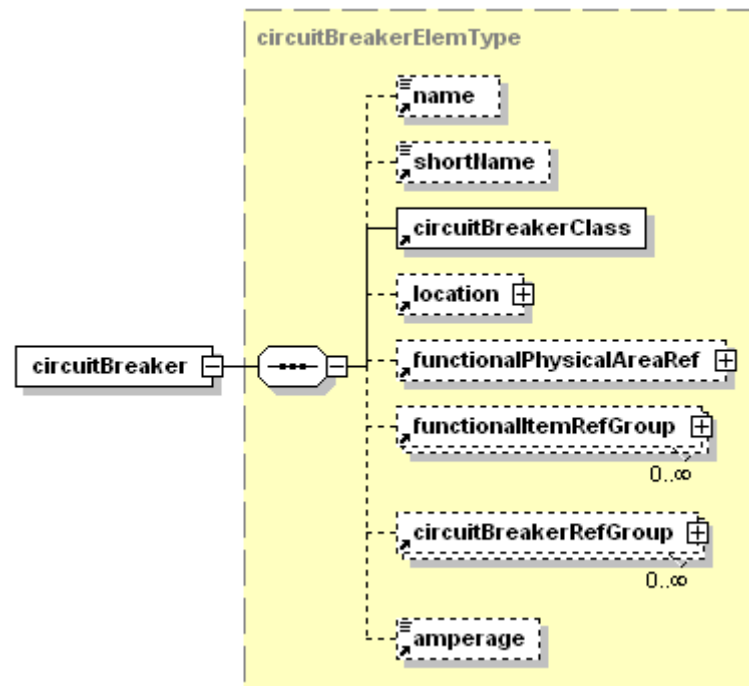 circuitBreakerElemType
name
shortName
circuitBreakerClass
location
circuitBreaker
functionalPhysicalAreaRef
functionalItemRefGroup
0..∞
circuitBreakerRefGroup
0..∞
amperage